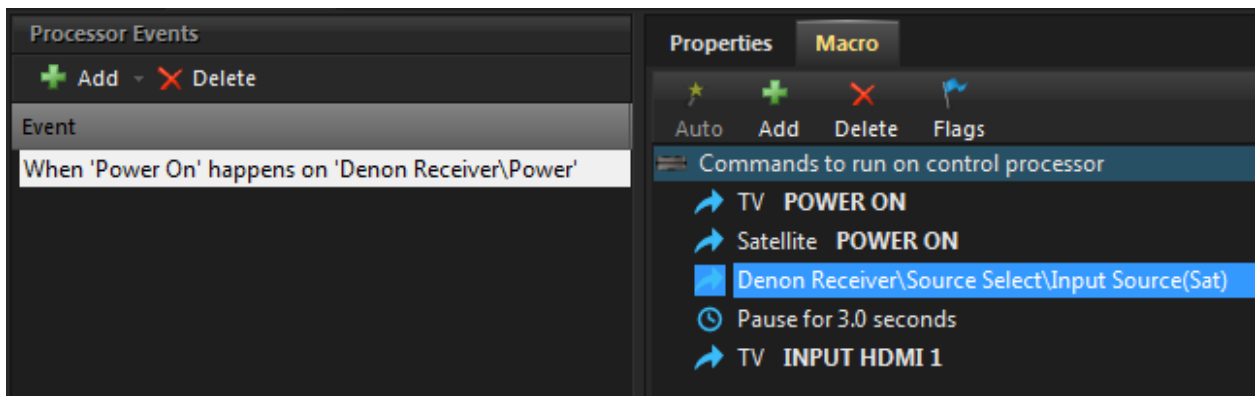 Processor Events
Add Delete
Event
When 'Power On' happens on 'Denon Receiver\Power'
Properties Macro
Auto Add Delete Flags
Commands to run on control processor
TV POWER ON
Satellite POWER ON
Denon Receiver\Source Select\Input Source(Sat)
Pause for 3.0 seconds
TV INPUT HDMI 1